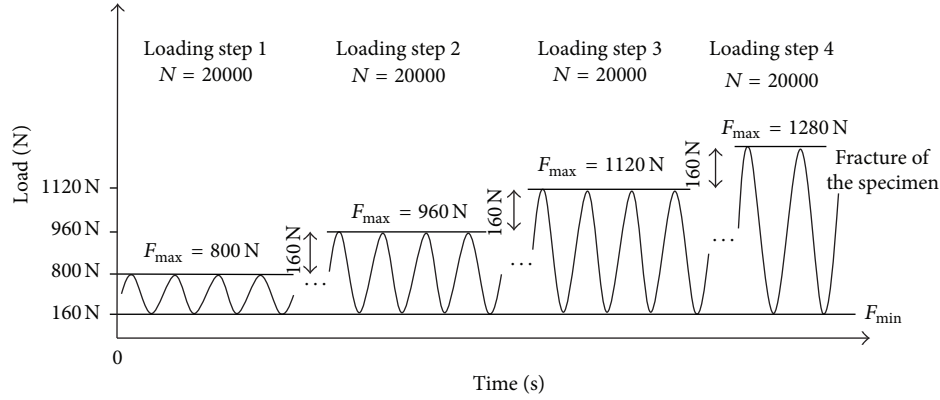 Loading step 1
N = 20000
Loading step 2
N = 20000
Loading step 3
N = 20000
Loading step 4
N = 20000
Load (N)
1120 N
960 N
800 N
160 N
0
F_max = 800 N
160 N
...
F_max = 960 N
160 N
...
F_max = 1120 N
160 N
...
F_max = 1280 N
Fracture of
the specimen
F_min
Time (s)